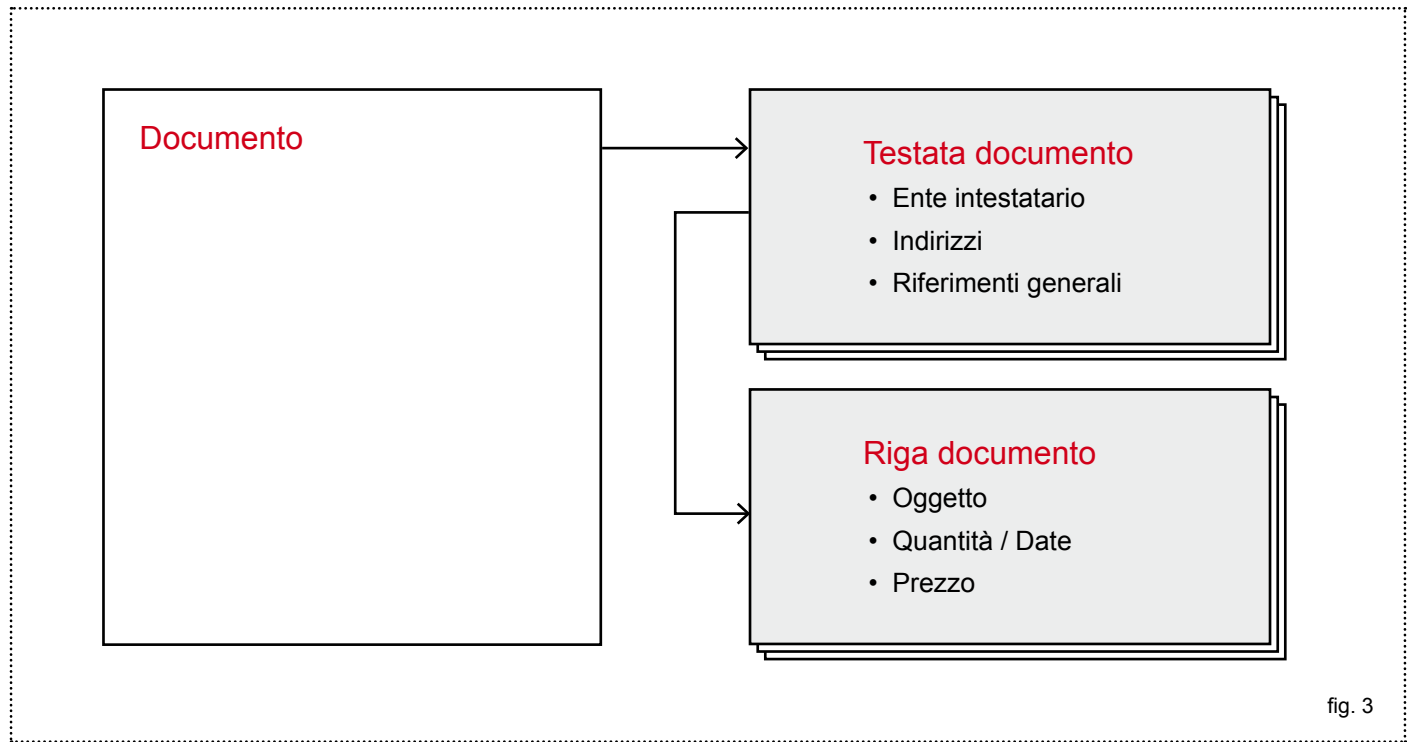 Documento
Testata documento
• Ente intestatario
• Indirizzi
• Riferimenti generali
Riga documento
• Oggetto
• Quantità / Date
• Prezzo
fig. 3